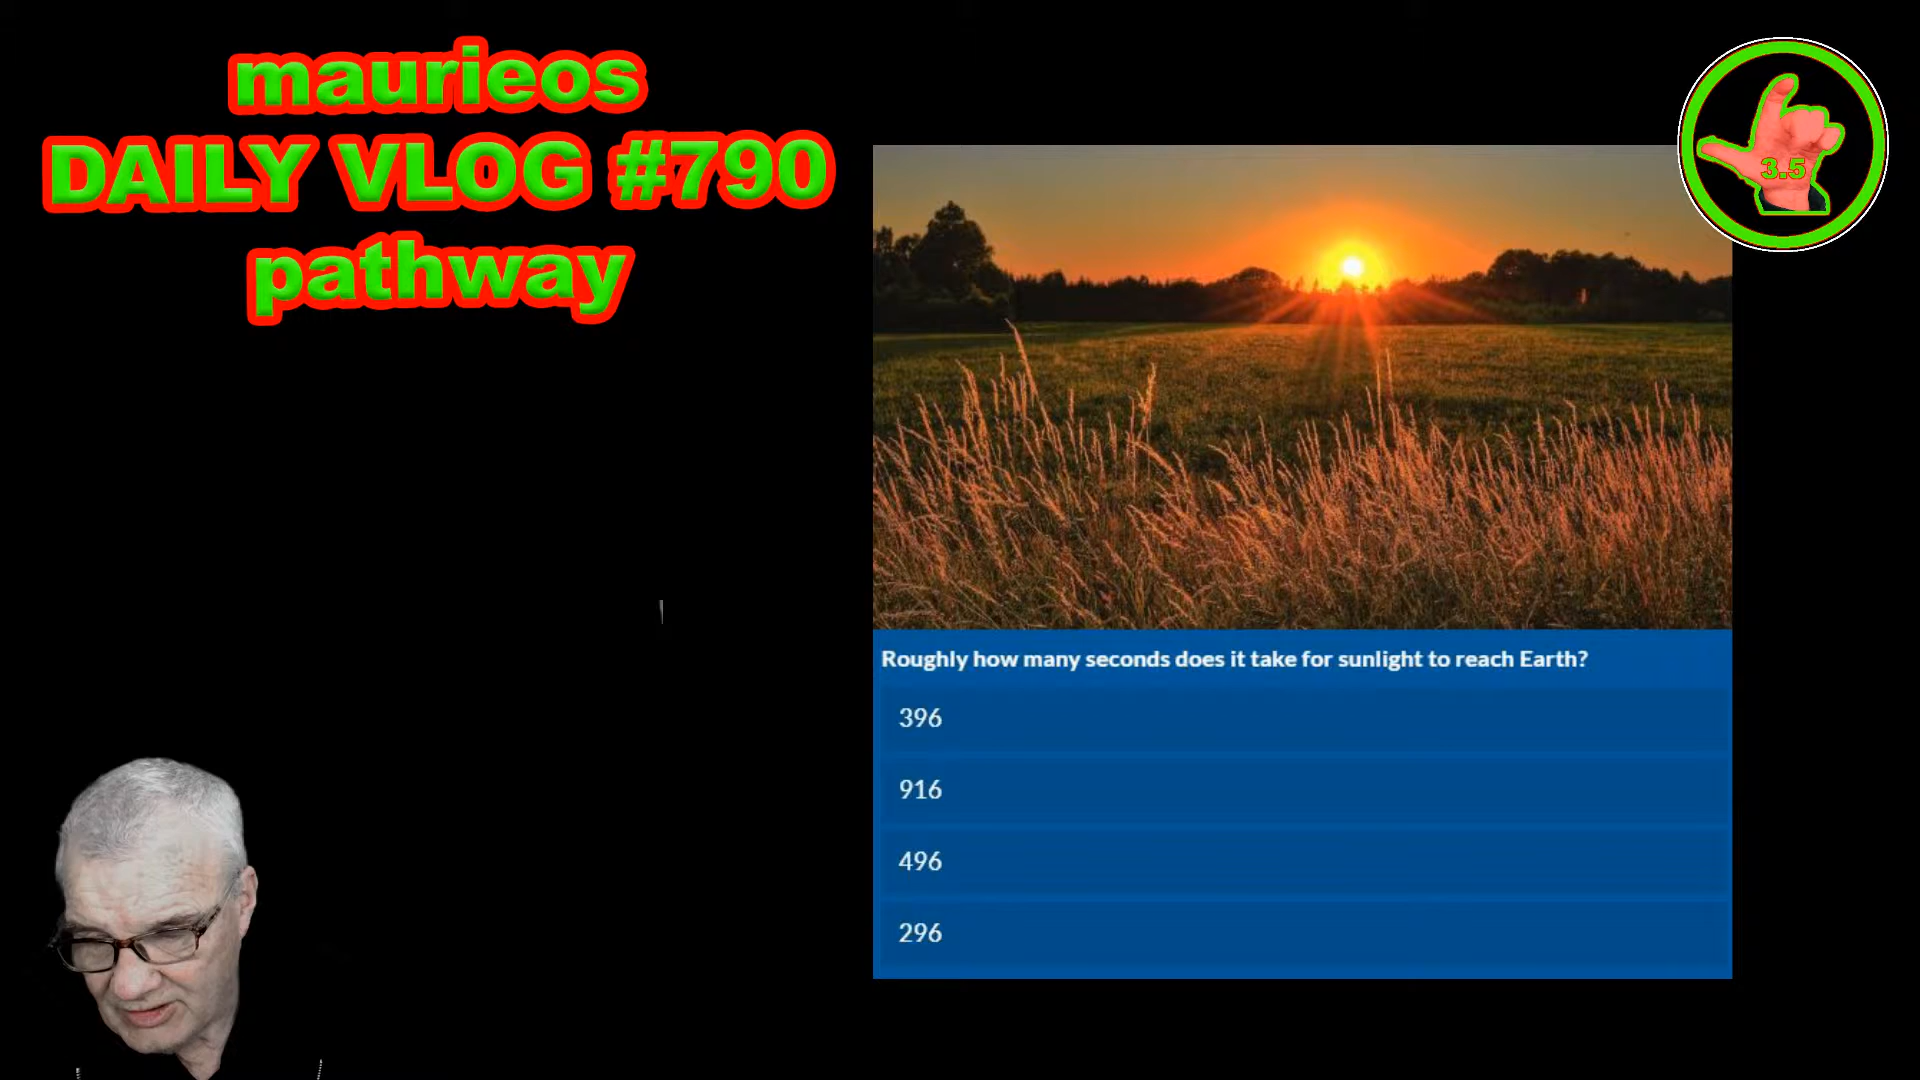 maurieos
DAILY VLOG #790
pathway
3.5
Roughly how many seconds does it take for sunlight to reach Earth?
396
916
496
296